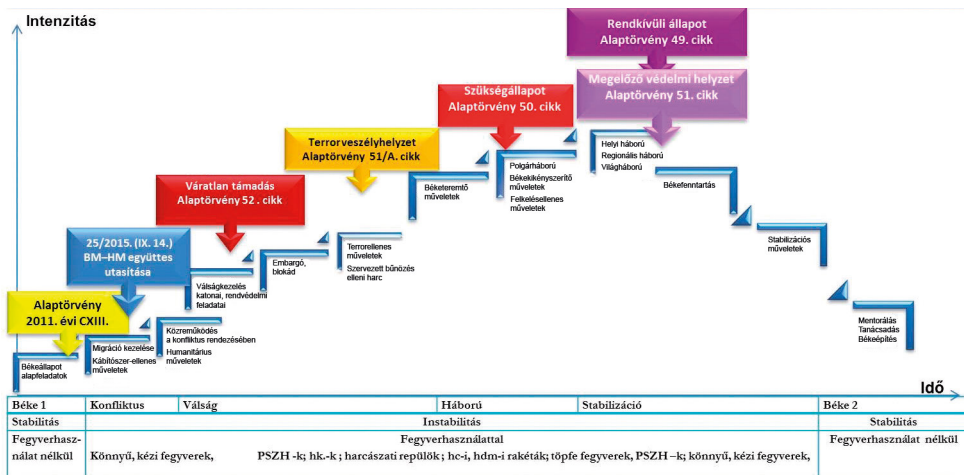 Intenzitás
Rendkívüli állapot
Alaptörvény 49. cikk
Szükségállapot
Alaptörvény 50. cikk
Megelőző védelmi helyzet
Alaptörvény 51. cikk
Terrorveszélyhelyzet
Alaptörvény 51/A. cikk
Váratlan támadás
Alaptörvény 52. cikk
25/2015. (IX. 14.)
BM–HM együttes
utasítása
Alaptörvény
2011. évi CXIII.
Békeállapot
alapfeladatok
Migráció kezelése
Kábítószer-ellenes
műveletek
Közreműködés
a konfliktus rendezésében
Humanitárius
műveletek
Válságkezelés
katonai, rendvédelmi
feladatai
Embargó,
blokád
Terrorellenes
műveletek
Szervezett bűnözés
elleni harc
Béketeremtő
műveletek
Polgárháború
Békekikényszerítő
műveletek
Felkelésellenes
műveletek
Helyi háború
Regionális háború
Világháború
Békefenntartás
Stabilizációs
műveletek
Mentorálás
Tanácsadás
Békeépítés
Idő
Béke 1 Konfliktus Válság Háború Stabilizáció Béke 2
Stabilitás Instabilitás Stabilitás
Fegyverhasz-
nálat nélkül
Fegyverhasználattal
Könnyű, kézi fegyverek, PSZH -k; hk.-k ; harcászati repülök ; hc-i, hdm-i rakéták; töpfe fegyverek, PSZH –k; könnyű, kézi fegyverek,
Fegyverhasználat nélkül